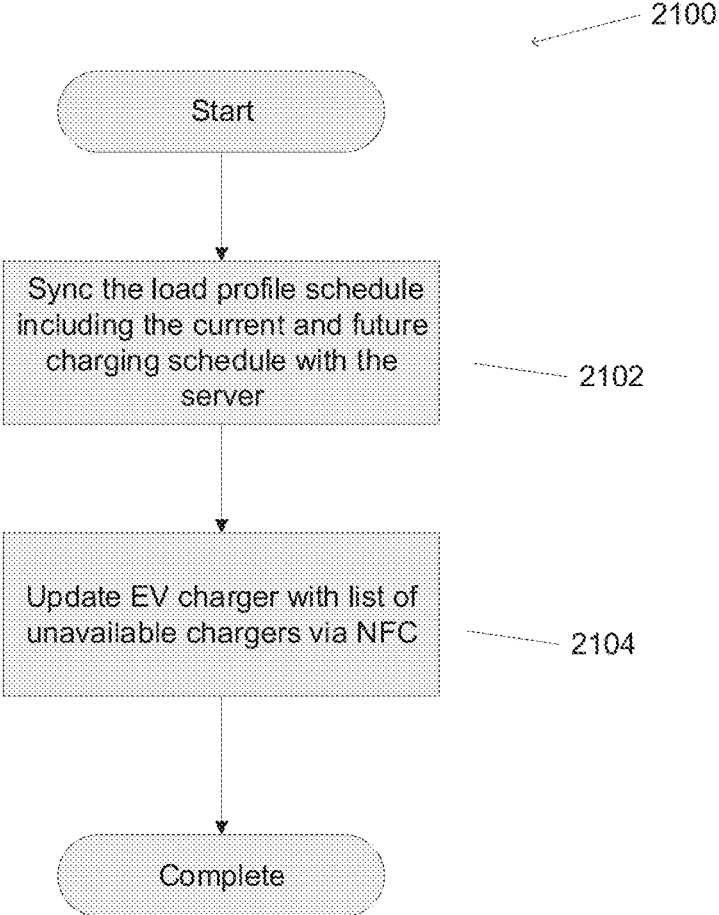 2100
Start
Sync the load profile schedule
including the current and future
charging schedule with the
server
2102
Update EV charger with list of
unavailable chargers via NFC
2104
Complete